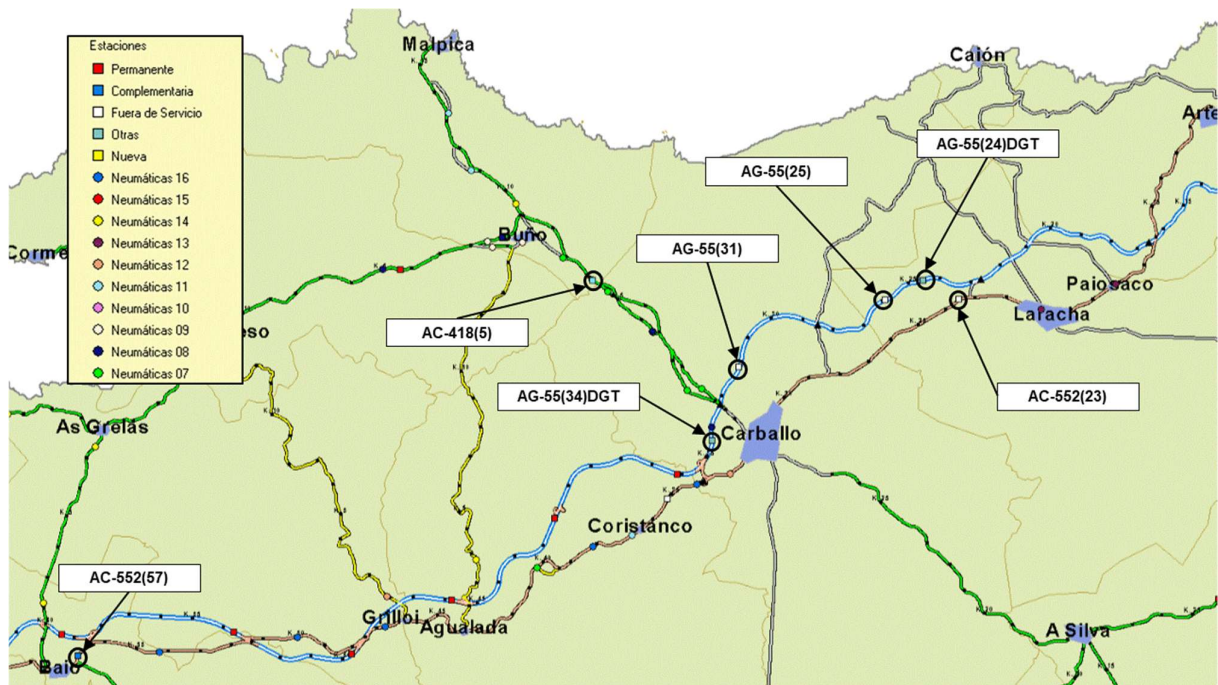 Estaciones
Permanente
Complementaria
Fuera de Servicio
Otras
Nueva
Neumáticas 16
Neumáticas 15
Neumáticas 14
Neumáticas 13
Neumáticas 12
Neumáticas 11
Neumáticas 10
Neumáticas 09
Neumáticas 08
Neumáticas 07
Malpica
Caión
Arte
AG-55(24)DGT
AG-55(25)
Buño
AG-55(31)
Corme
Paiosaco
Laracha
eso
AC-418(5)
AG-55(34)DGT
AC-552(23)
As Grelas
Carballo
Coristanco
AC-552(57)
Grilloi
Agualada
A Silva
Baio